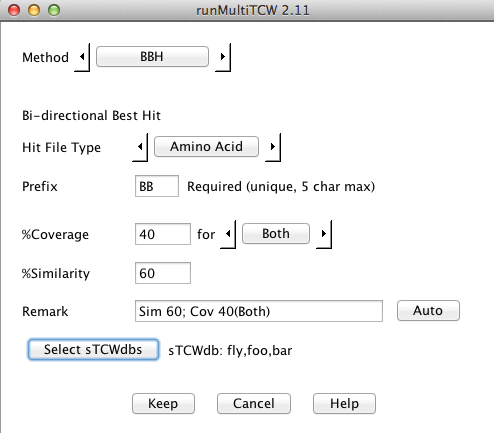 runMultiTCW 2.11
Method BBH
Bi-directional Best Hit
Hit File Type Amino Acid
Prefix BB Required (unique, 5 char max)
%Coverage 40 for Both
%Similarity 60
Remark Sim 60; Cov 40(Both) Auto
Select sTCWdbs sTCWdb: fly,foo,bar
Keep Cancel Help